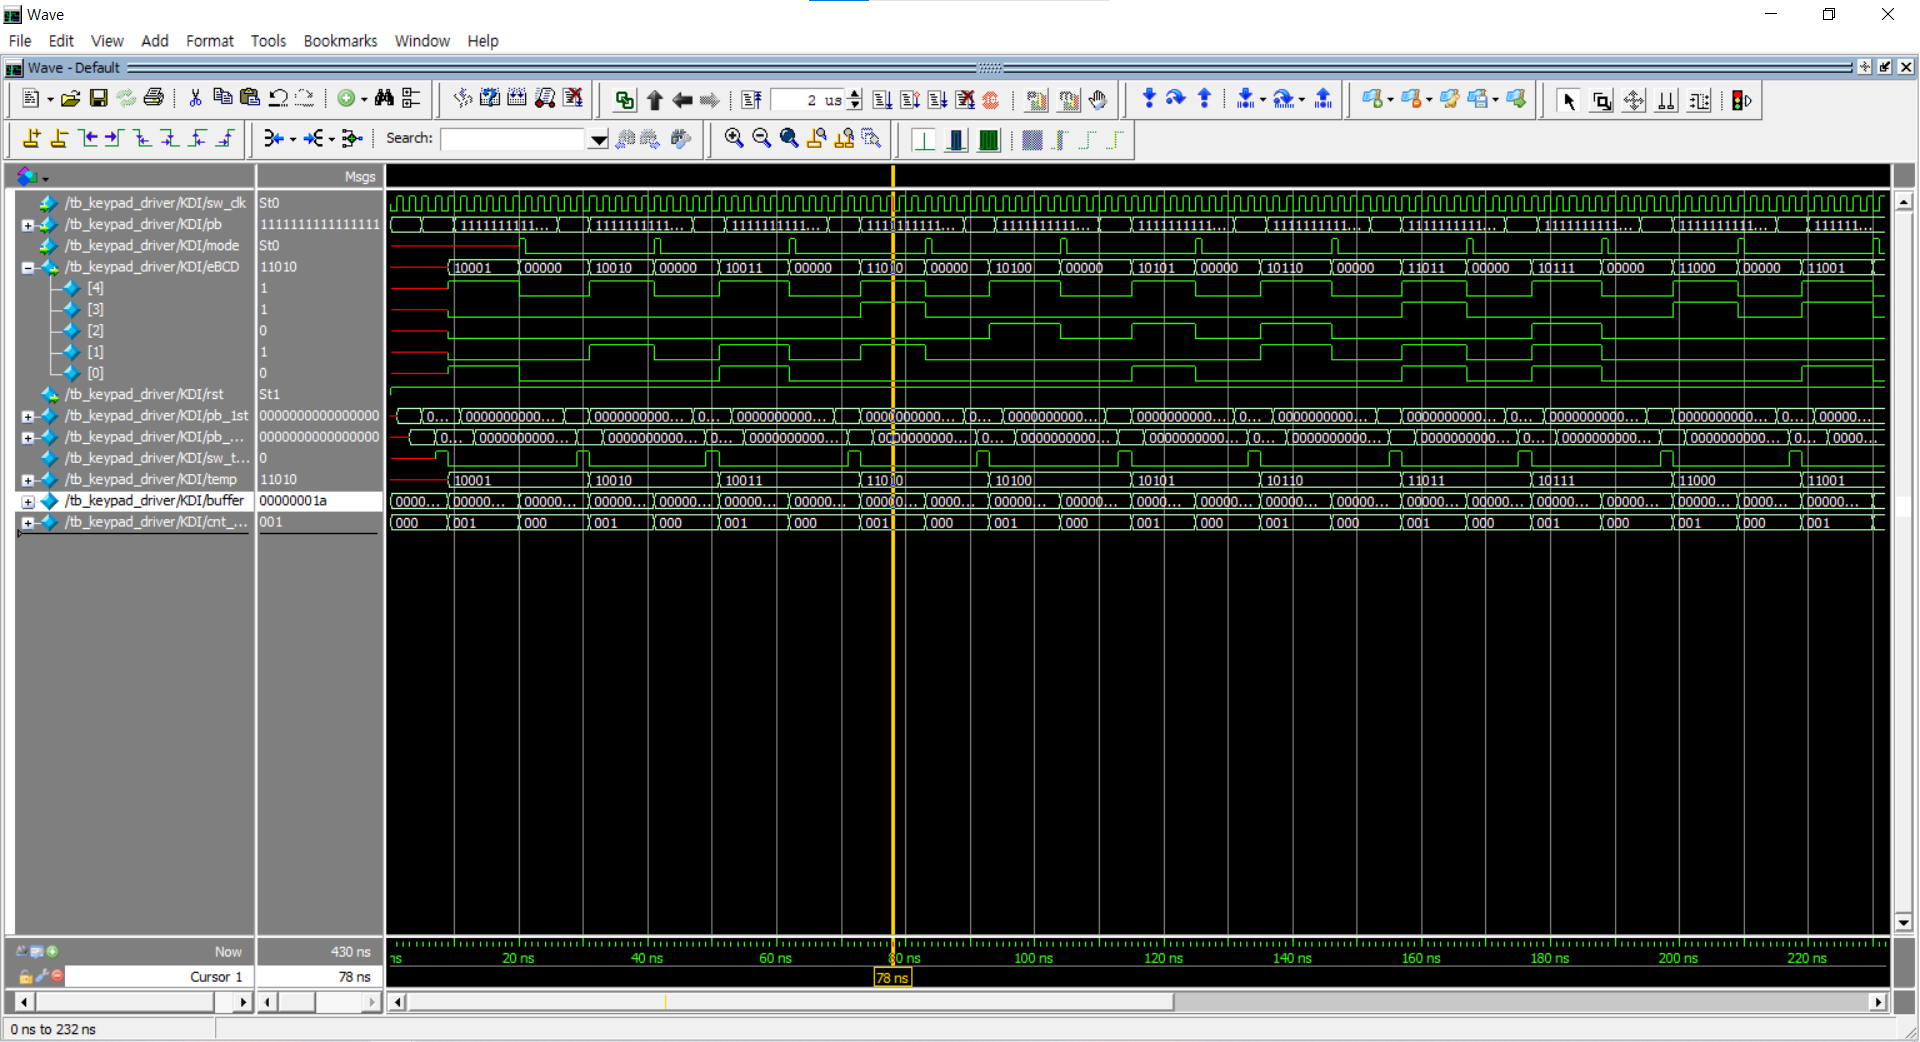 Wave
File Edit View Add Format Tools Bookmarks Window Help
Wave - Default
2 us
Search:
Msgs
/tb_keypad_driver/KDI/sw_clk St0
/tb_keypad_driver/KDI/pb 1111111111111111 1111111111... 1111111111... 1111111111... 1111111111... 1111111111... 1111111111... 1111111111... 1111111111... 1111111111... 1111111111... 111111...
/tb_keypad_driver/KDI/mode St0
/tb_keypad_driver/KDI/eBCD 11010 10001 00000 10010 00000 10011 00000 11010 00000 10100 00000 10101 00000 10110 00000 11011 00000 10111 00000 11000 00000 11001
[4] 1
[3] 1
[2] 0
[1] 1
[0] 0
/tb_keypad_driver/KDI/rst St1
/tb_keypad_driver/KDI/pb_1st 0000000000000000 0... 0000000000... 0000000000... 0... 0000000000... 0000000000... 0... 0000000000... 0000000000... 0... 0000000000... 0000000000... 0... 0000000000... 0000000000... 0... 00000...
/tb_keypad_driver/KDI/pb_... 0000000000000000 0... 0000000000... 0000000000... 0... 0000000000... 0000000000... 0... 0000000000... 0000000000... 0... 0000000000... 0000000000... 0... 0000000000... 0000000000... 0... 0000...
/tb_keypad_driver/KDI/sw_t... 0
/tb_keypad_driver/KDI/temp 11010 10001 10010 10011 11010 10100 10101 10110 11011 10111 11000 11001
/tb_keypad_driver/KDI/buffer 00000001a 0000... 00000... 00000... 00000... 00000... 00000... 00000... 00000... 0000... 00000... 00000... 00000... 00000... 00000... 00000... 00000... 00000... 00000... 00000... 00000... 00000... 00000...
/tb_keypad_driver/KDI/cnt_... 001 000 001 000 001 000 001 000 001 000 001 000 001 000 001 000 001 000 001 000 001 000 001
Now 430 ns
ns 20 ns 40 ns 60 ns 80 ns 100 ns 120 ns 140 ns 160 ns 180 ns 200 ns 220 ns
Cursor 1 78 ns
78 ns
0 ns to 232 ns